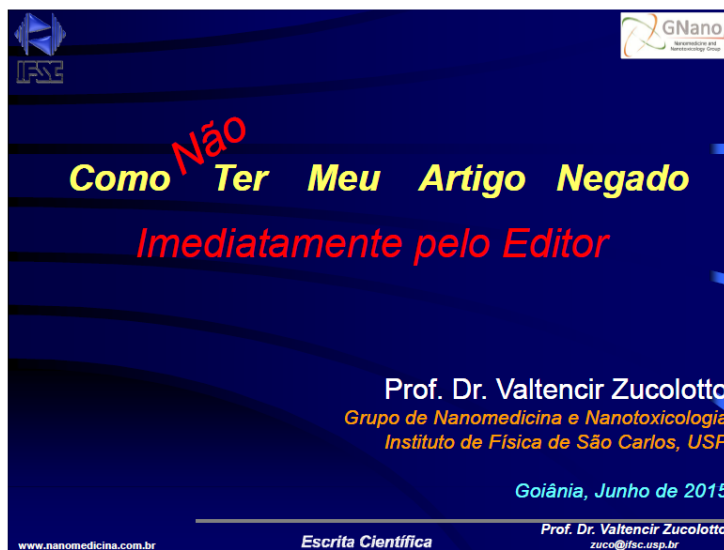 IFSC
GNano
Nanomedicine and
Nanotoxicology Group
Não
Como Ter Meu Artigo Negado
Imediatamente pelo Editor
Prof. Dr. Valtencir Zucolotto
Grupo de Nanomedicina e Nanotoxicologia
Instituto de Física de São Carlos, USP
Goiânia, Junho de 2015
www.nanomedicina.com.br
Escrita Científica
Prof. Dr. Valtencir Zucolotto
zuco@ifsc.usp.br